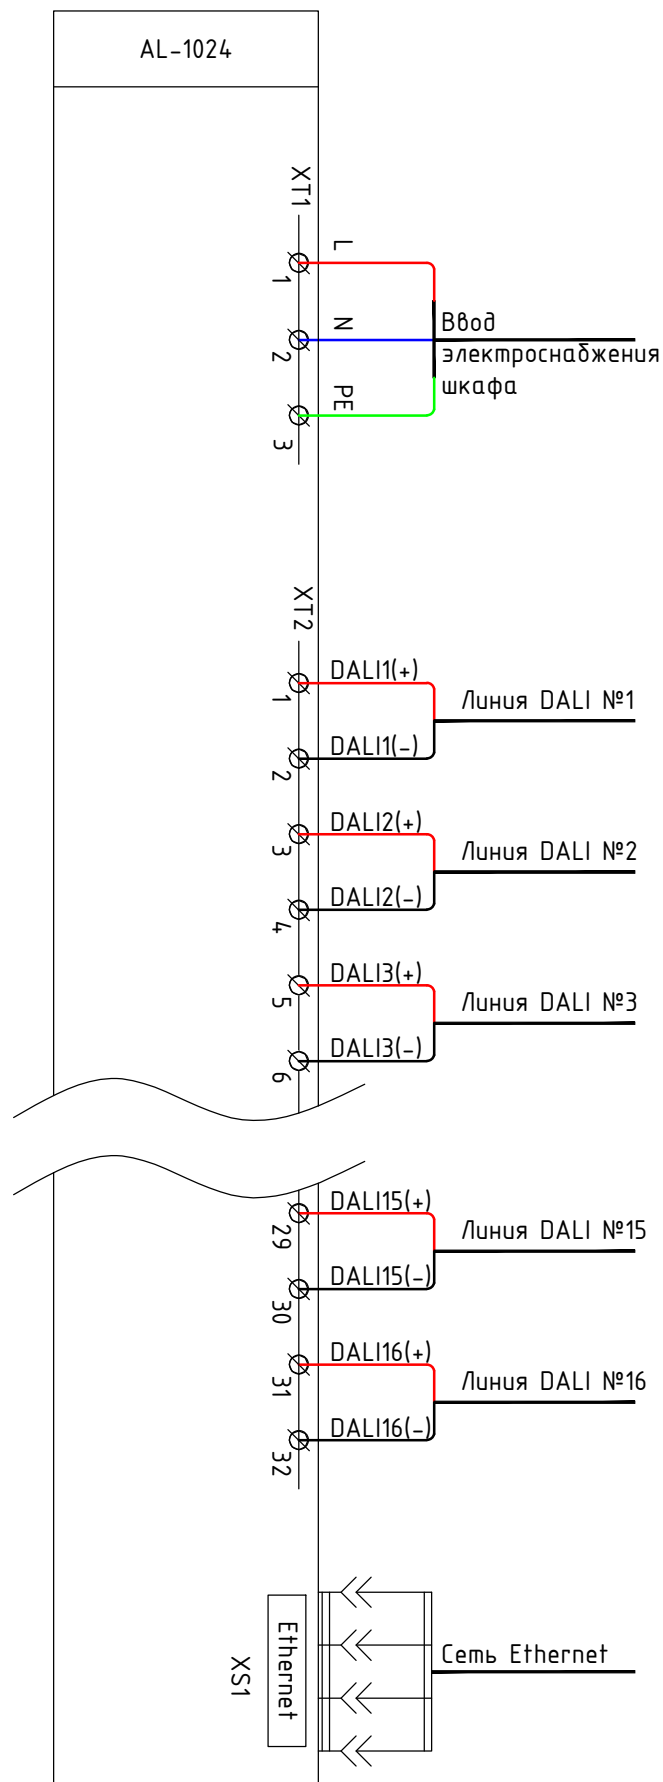 AL-1024
XT1
L
1
Ввод
N
2
электроснабжения
шкафа
PE
3
XT2
DALI1(+)
1
Линия DALI №1
DALI1(-)
2
DALI2(+)
3
Линия DALI №2
DALI2(-)
4
DALI3(+)
5
Линия DALI №3
DALI3(-)
6
DALI15(+)
29
Линия DALI №15
DALI15(-)
30
DALI16(+)
31
Линия DALI №16
DALI16(-)
32
Ethernet
XS1
Сеть Ethernet